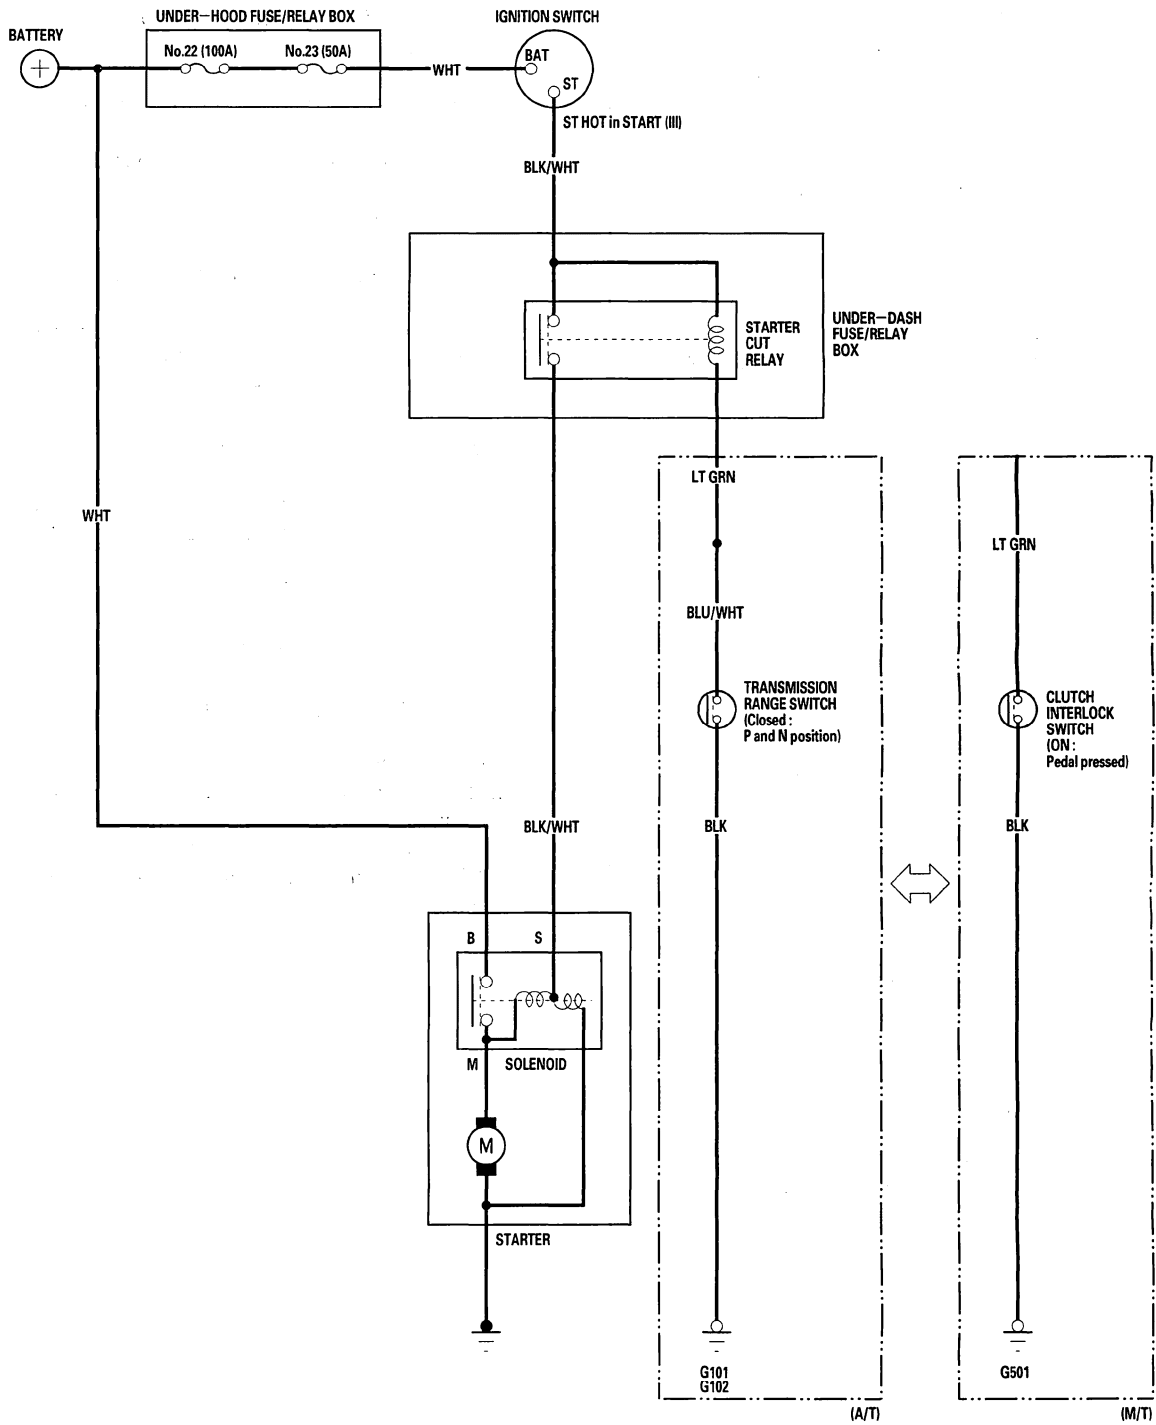 UNDER-HOOD FUSE/RELAY BOX
IGNITION SWITCH
BATTERY
No.22 (100A)
No.23 (50A)
BAT
WHT
ST
ST HOT in START (III)
BLK/WHT
UNDER-DASH
FUSE/RELAY
BOX
STARTER
CUT
RELAY
LT GRN
WHT
LT GRN
BLU/WHT
TRANSMISSION
RANGE SWITCH
(Closed :
P and N position)
CLUTCH
INTERLOCK
SWITCH
(ON :
Pedal pressed)
BLK/WHT
BLK
BLK
B
S
M
SOLENOID
M
STARTER
G101
G102
G501
(A/T)
(M/T)